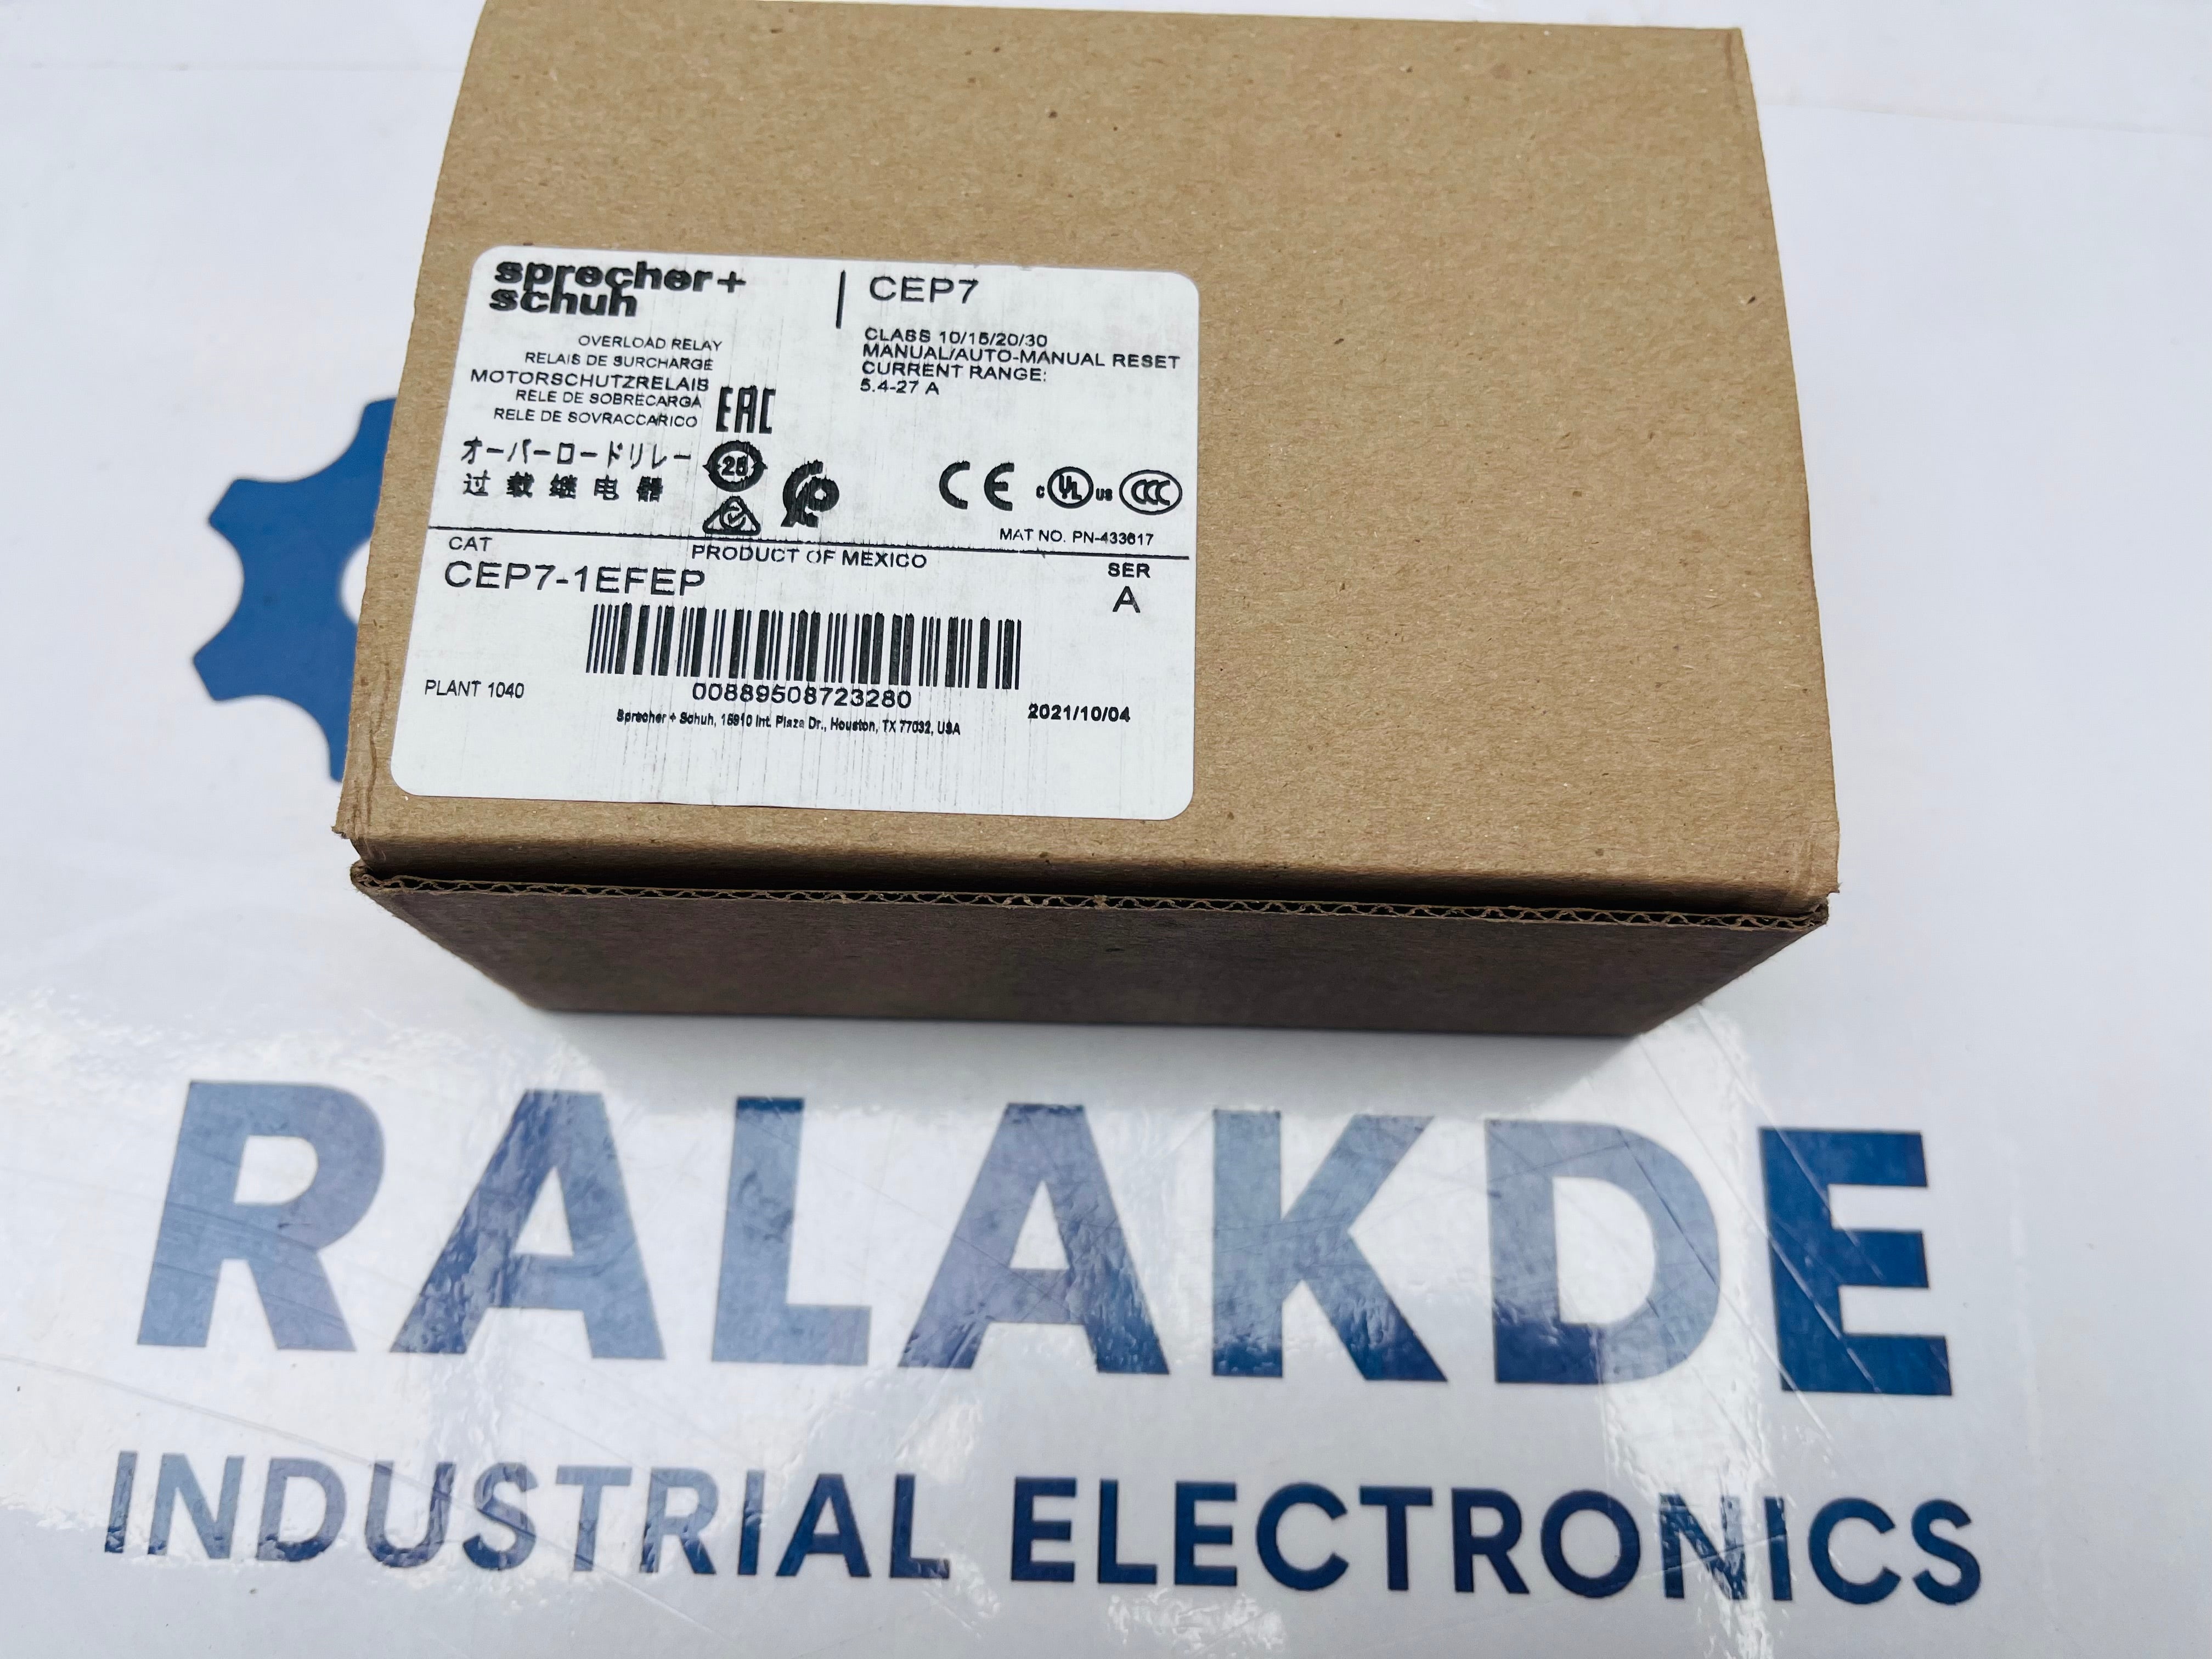 sprecher+
schuh
CEP7
OVERLOAD RELAY
RELAIS DE SURCHARGE
MOTORSCHUTZRELAIS
RELE DE SOBRECARGA
RELE DE SOVRACCARICO
オーバーロードリレー
过载继电器
EAC
25
CLASS 10/15/20/30
MANUAL/AUTO-MANUAL RESET
CURRENT RANGE:
5.4-27 A
CE
C UL US
CCC
MAT NO. PN-433617
CAT
PRODUCT OF MEXICO
SER
CEP7-1EFEP
A
00889508723280
PLANT 1040
2021/10/04
Sprecher + Schuh, 15910 Int. Plaza Dr., Houston, TX 77032, USA
RALAKDE
INDUSTRIAL ELECTRONICS